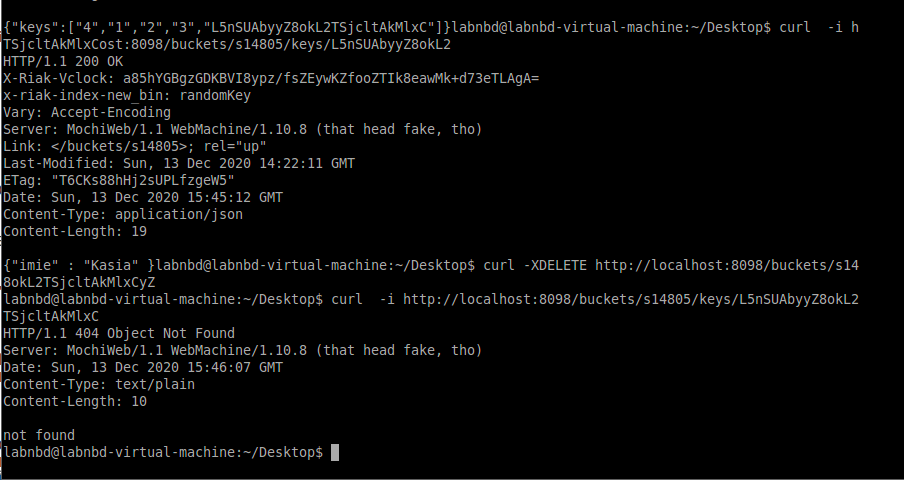 {"keys":["4","1","2","3","L5nSUAbyyZ8okL2TSjcltAkMlxC"]}labnbd@labnbd-virtual-machine:~/Desktop$ curl  -i h
TSjcltAkMlxCost:8098/buckets/s14805/keys/L5nSUAbyyZ8okL2
HTTP/1.1 200 OK
X-Riak-Vclock: a85hYGBgzGDKBVI8ypz/fsZEywKZfooZTIk8eawMk+d73eTLAgA=
x-riak-index-new_bin: randomKey
Vary: Accept-Encoding
Server: MochiWeb/1.1 WebMachine/1.10.8 (that head fake, tho)
Link: </buckets/s14805>; rel="up"
Last-Modified: Sun, 13 Dec 2020 14:22:11 GMT
ETag: "T6CKs88hHj2sUPLfzgeW5"
Date: Sun, 13 Dec 2020 15:45:12 GMT
Content-Type: application/json
Content-Length: 19
{"imie" : "Kasia" }labnbd@labnbd-virtual-machine:~/Desktop$ curl -XDELETE http://localhost:8098/buckets/s14
8okL2TSjcltAkMlxCyZ
labnbd@labnbd-virtual-machine:~/Desktop$ curl  -i http://localhost:8098/buckets/s14805/keys/L5nSUAbyyZ8okL2
TSjcltAkMlxC
HTTP/1.1 404 Object Not Found
Server: MochiWeb/1.1 WebMachine/1.10.8 (that head fake, tho)
Date: Sun, 13 Dec 2020 15:46:07 GMT
Content-Type: text/plain
Content-Length: 10
not found
labnbd@labnbd-virtual-machine:~/Desktop$